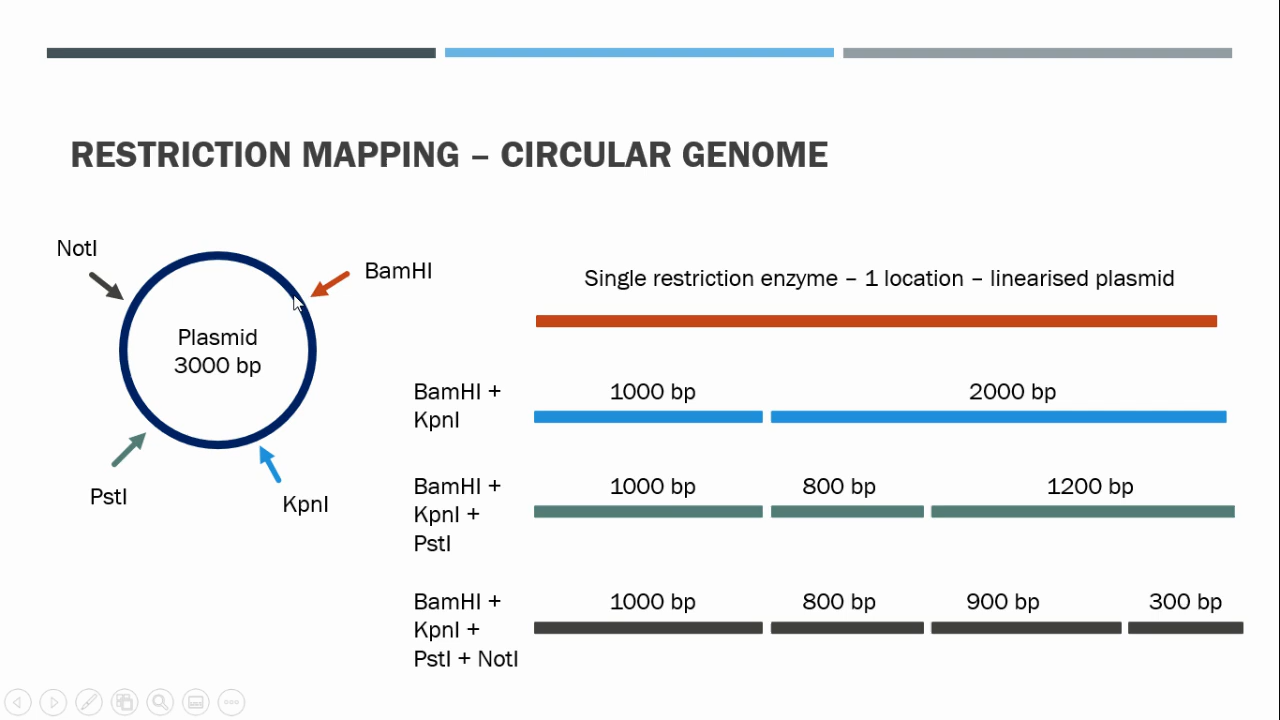 RESTRICTION MAPPING – CIRCULAR GENOME
NotI
BamHI
Plasmid
3000 bp
PstI
KpnI
Single restriction enzyme – 1 location – linearised plasmid
BamHI +
KpnI
1000 bp
2000 bp
BamHI +
KpnI +
PstI
1000 bp
800 bp
1200 bp
BamHI +
KpnI +
PstI + NotI
1000 bp
800 bp
900 bp
300 bp